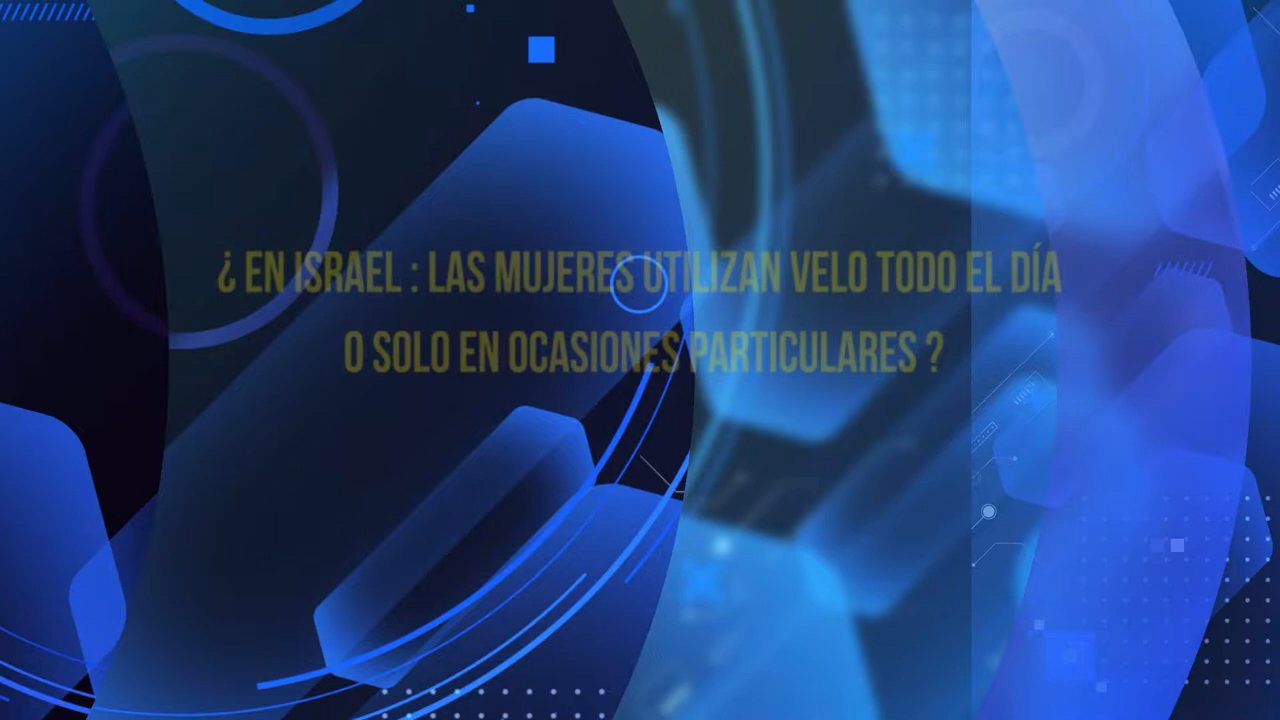 ¿ EN ISRAEL : LAS MUJERES UTILIZAN VELO TODO EL DÍA
O SOLO EN OCASIONES PARTICULARES ?